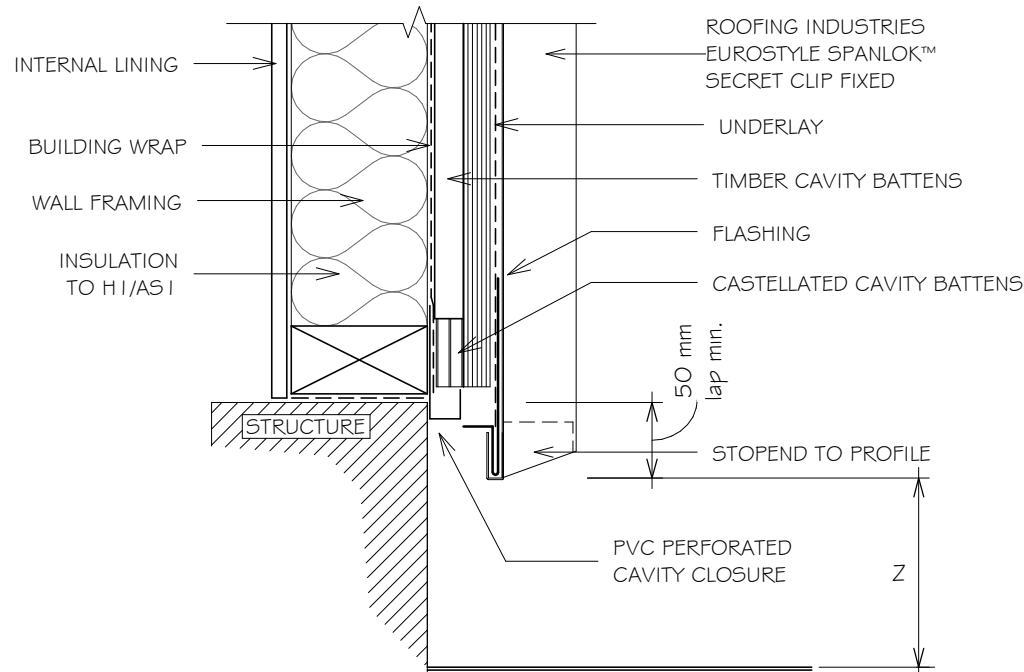 INTERNAL LINING
BUILDING WRAP
WALL FRAMING
INSULATION
TO H1/AS1
STRUCTURE
ROOFING INDUSTRIES
EUROSTYLE SPANLOK™
SECRET CLIP FIXED
UNDERLAY
TIMBER CAVITY BATTENS
FLASHING
CASTELLATED CAVITY BATTENS
50 mm
lap min.
STOPEND TO PROFILE
PVC PERFORATED
CAVITY CLOSURE
Z